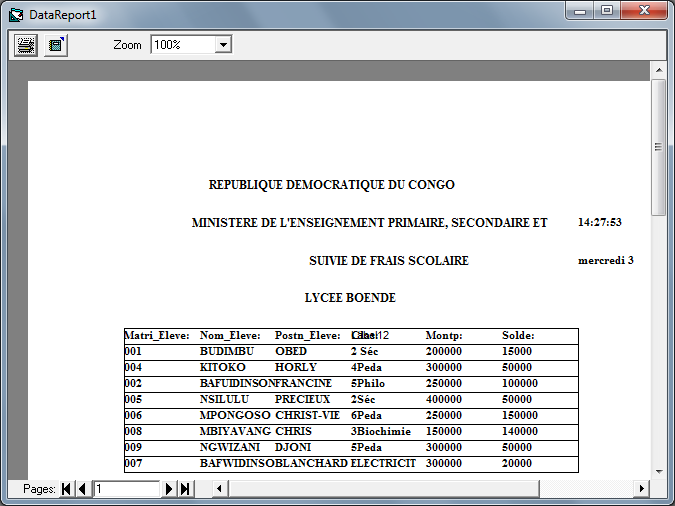 DataReport1
Zoom 100%
REPUBLIQUE DEMOCRATIQUE DU CONGO
MINISTERE DE L'ENSEIGNEMENT PRIMAIRE, SECONDAIRE ET 14:27:53
SUIVIE DE FRAIS SCOLAIRE mercredi 3
LYCEE BOENDE
Matri_Eleve: Nom_Eleve: Postn_Eleve: Montp: Solde:
001 BUDIMBU OBED 2 Séc 200000 15000
004 KITOKO HORLY 4Peda 300000 50000
002 BAFUIDINSON FRANCINE 5Philo 250000 100000
005 NSILULU PRECIEUX 2Séc 400000 50000
006 MPONGOSO CHRIST-VIE 6Peda 250000 150000
008 MBIYAVANG CHRIS 3Biochimie 150000 140000
009 NGWIZANI DJONI 5Peda 300000 50000
007 BAFWIDINSO BLANCHARD ELECTRICIT 300000 20000
Pages: 1